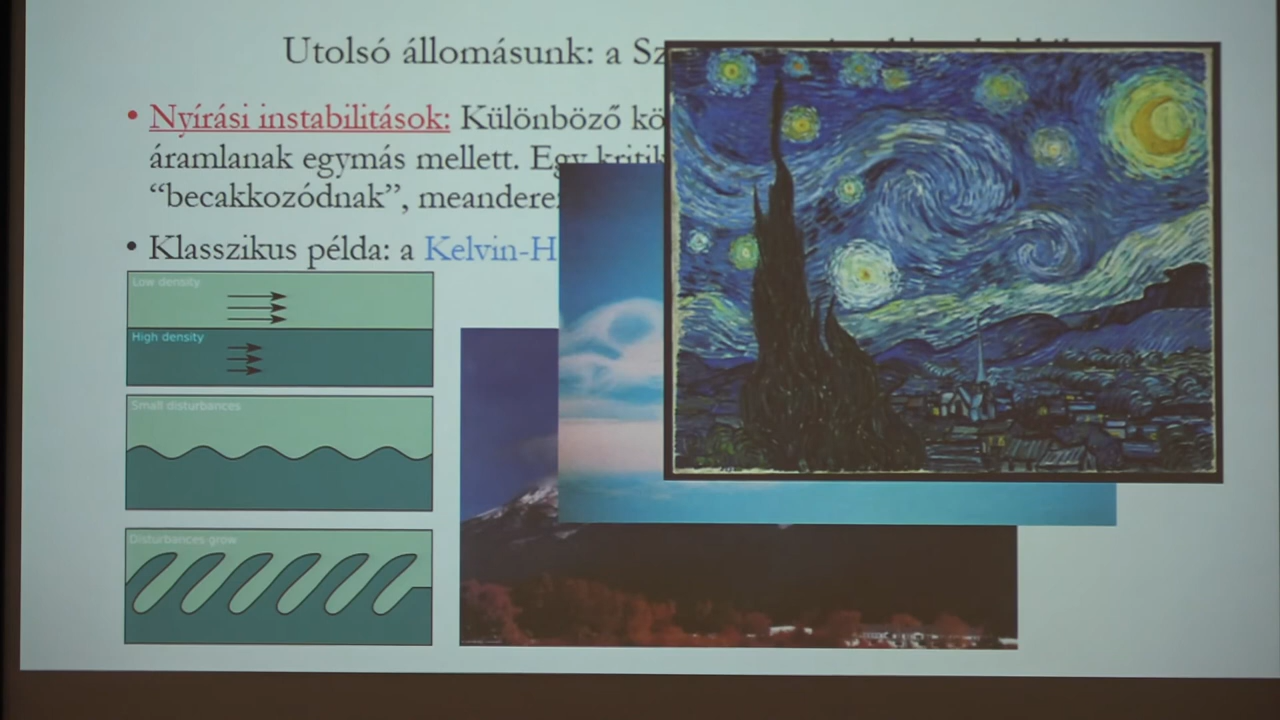 Utolsó állomásunk: a Sz
• Nyírási instabilitások: Különböző kö
áramlanak egymás mellett. Egy kritik
“becakkozódnak”, meandere
• Klasszikus példa: a Kelvin-H
Low density
High density
Small disturbances
Disturbances grow